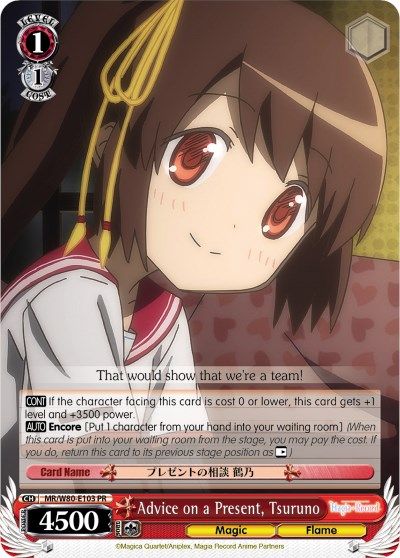 LEVEL
1
1
COST
That would show that we're a team!
CONT If the character facing this card is cost 0 or lower, this card gets +1
level and +3500 power.
AUTO Encore [Put 1 character from your hand into your waiting room] (When
this card is put into your waiting room from the stage, you may pay the cost. If
you do, return this card to its previous stage position as
Card Name プレゼントの相談 鶴乃
CH MR/W80-E103 PR
Advice on a Present, Tsuruno
Magia Record
POWER 4500
Magic Flame
©Magica Quartet/Aniplex, Magia Record Anime Partners